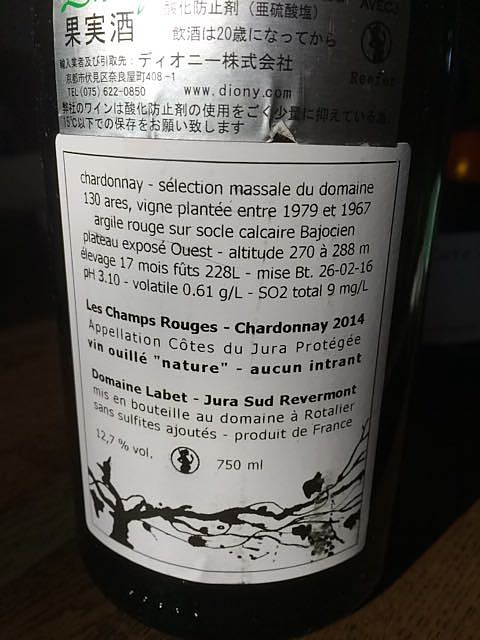 酸化防止剤（亜硫酸塩）
果実酒
飲酒は20歳になってから
輸入業者及び引取先：ディオニー株式会社
京都市伏見区奈良屋町408-1
TEL(075) 622-0850 www.diony.com
Reefer
弊社のワインは酸化防止剤の使用をごく少量に抑えている為、
15℃以下での保存をお願い致します
chardonnay - sélection massale du domaine
130 ares, vigne plantée entre 1979 et 1967
argile rouge sur socle calcaire Bajocien
plateau exposé Ouest - altitude 270 à 288 m
élevage 17 mois fûts 228L - mise Bt. 26-02-16
pH 3.10 - volatile 0.61 g/L - SO2 total 9 mg/L
Les Champs Rouges - Chardonnay 2014
Appellation Côtes du Jura Protégée
vin ouillé "nature" - aucun intrant
Domaine Labet - Jura Sud Revermont
mis en bouteille au domaine à Rotalier
sans sulfites ajoutés - produit de France
12,7 % vol.
750 ml